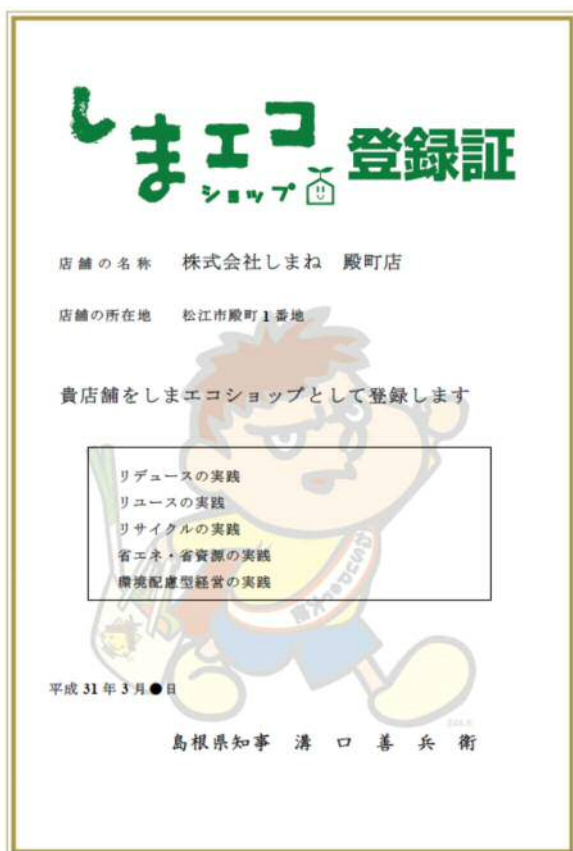 しまエコ登録証
ショップ
店舗の名称 株式会社しまね 殿町店
店舗の所在地 松江市殿町1番地
貴店舗をしまエコショップとして登録します
リデュースの実践
リユースの実践
リサイクルの実践
省エネ・省資源の実践
環境配慮型経営の実践
平成31年3月●日
島根県知事 溝口善兵衛